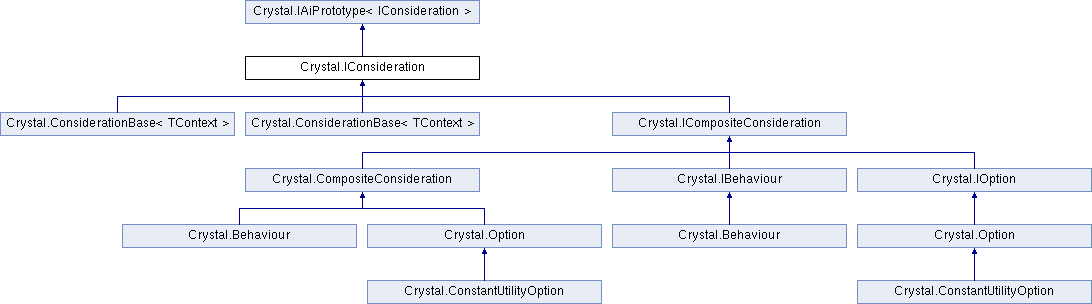 Crystal.IAiPrototype< IConsideration >
Crystal.IConsideration
Crystal.ConsiderationBase< TContext >
Crystal.ConsiderationBase< TContext >
Crystal.ICompositeConsideration
Crystal.CompositeConsideration
Crystal.IBehaviour
Crystal.IOption
Crystal.Behaviour
Crystal.Option
Crystal.Behaviour
Crystal.Option
Crystal.ConstantUtilityOption
Crystal.ConstantUtilityOption